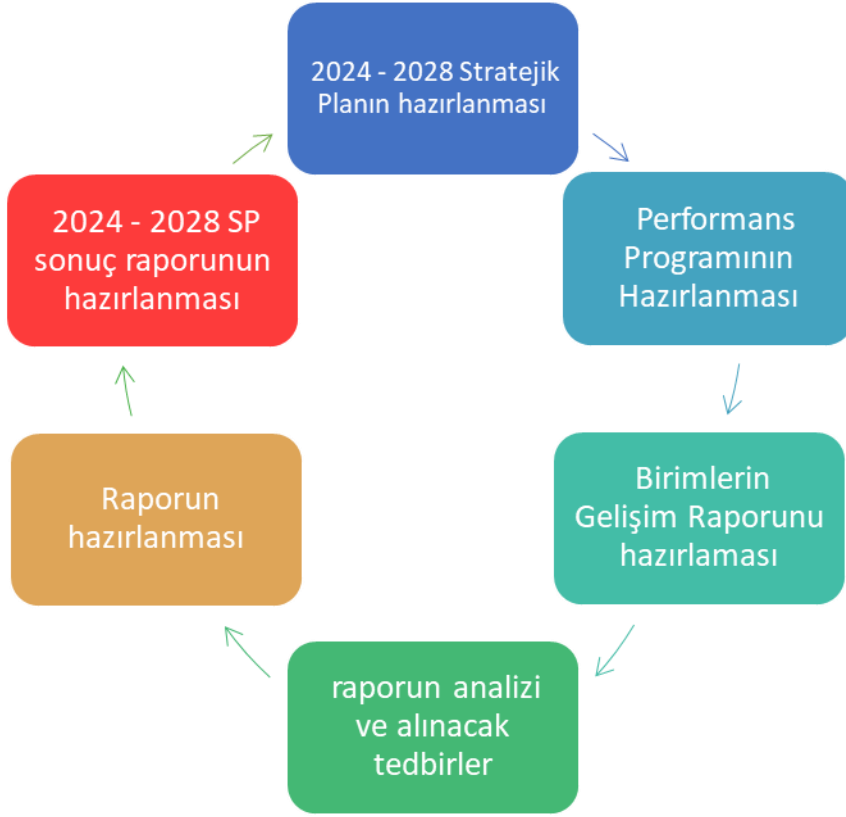 2024 - 2028 Stratejik
Planın hazırlanması
Performans
Programının
Hazırlanması
Birimlerin
Gelişim Raporunu
hazırlaması
raporun analizi
ve alınacak
tedbirler
Raporun
hazırlanması
2024 - 2028 SP
sonuç raporunun
hazırlanması